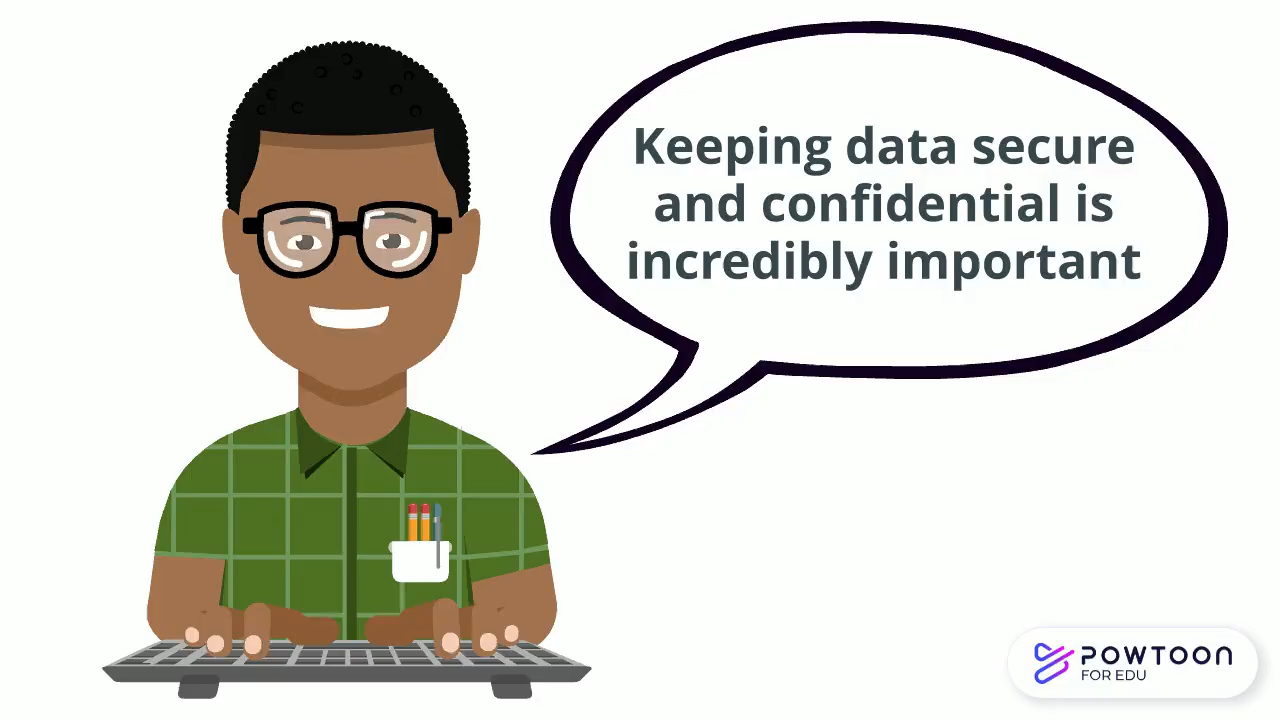 Keeping data secure
and confidential is
incredibly important
POWTOON
FOR EDU